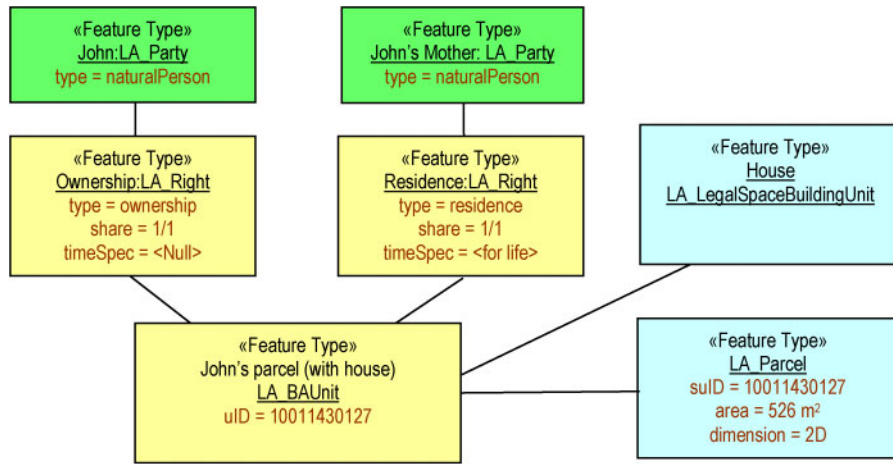 «Feature Type»
John:LA_Party
type = naturalPerson
«Feature Type»
John's Mother: LA_Party
type = naturalPerson
«Feature Type»
Ownership:LA_Right
type = ownership
share = 1/1
timeSpec = <Null>
«Feature Type»
Residence:LA_Right
type = residence
share = 1/1
timeSpec = <for life>
«Feature Type»
House
LA_LegalSpaceBuildingUnit
«Feature Type»
John's parcel (with house)
LA_BAUnit
uID = 10011430127
«Feature Type»
LA_Parcel
suID = 10011430127
area = 526 m²
dimension = 2D